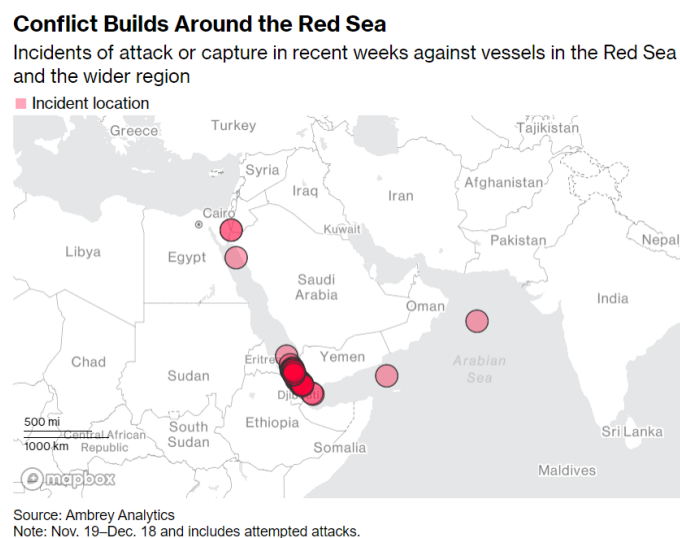 Conflict Builds Around the Red Sea
Incidents of attack or capture in recent weeks against vessels in the Red Sea
and the wider region
Incident location
Greece
Turkey
Tajikistan
Syria
Iraq
Iran
Afghanistan
Cairo
Kuwait
Pakistan
Nepal
Libya
Egypt
Saudi
Arabia
Oman
India
Chad
Sudan
Eritre
Yemen
Arabian
Sea
500 mi
1000 km
Central African
Republic
South
Sudan
Ethiopia
Somalia
Sri Lanka
Maldives
mapbox
Source: Ambrey Analytics
Note: Nov. 19–Dec. 18 and includes attempted attacks.